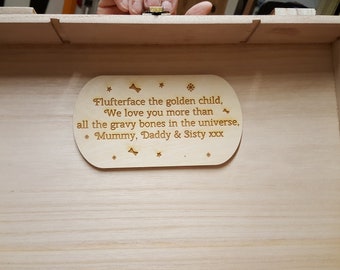 Flufterface the golden child,
We love you more than
all the gravy bones in the universe,
Mummy, Daddy & Sisty xxx